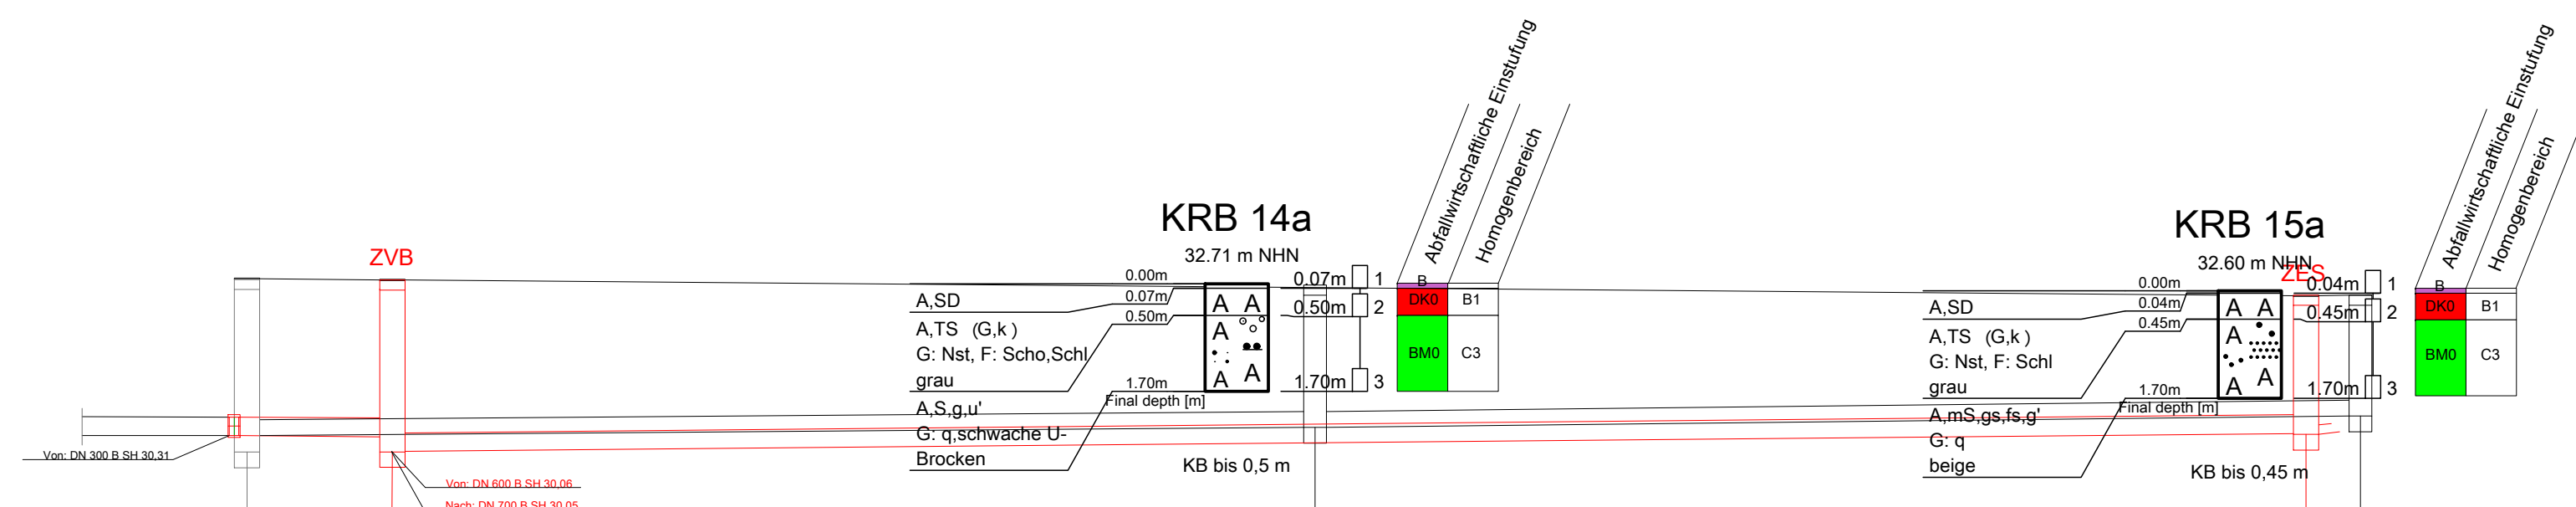 ZVB
Von: DN 300 B SH 30,31
Von: DN 600 B SH 30,06
Nach: DN 700 B SH 30,05
KRB 14a
32.71 m NHN
0.00m
0.07m
0.50m
1.70m
Final depth [m]
A,SD
A,TS (G,k)
G: Nst, F: Scho,Schl
grau
A,S,g,u'
G: q,schwache U-
Brocken
A A
A
A A
KB bis 0,5 m
0.07m 1
0.50m 2
1.70m 3
Abfallwirtschaftliche Einstufung
Homogenbereich
B
DK0 B1
BM0 C3
KRB 15a
32.60 m NHN
ZES
0.00m
0.04m
0.45m
1.70m
Final depth [m]
A,SD
A,TS (G,k)
G: Nst, F: Schl
grau
A,mS,gs,fs,g'
G: q
beige
A A
A
A A
KB bis 0,45 m
0.04m 1
0.45m 2
1.70m 3
Abfallwirtschaftliche Einstufung
Homogenbereich
B
DK0 B1
BM0 C3